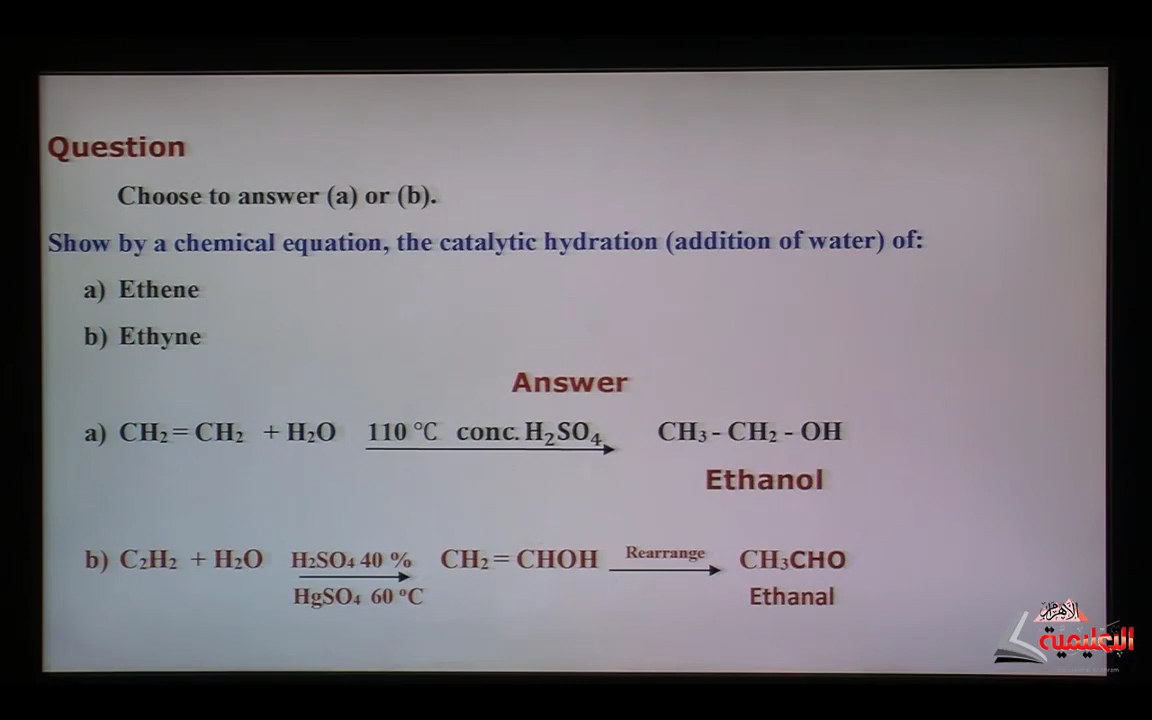 Question
Choose to answer (a) or (b).
Show by a chemical equation, the catalytic hydration (addition of water) of:
a) Ethene
b) Ethyne
Answer
a) CH₂ = CH₂ + H₂O 110 °C conc. H₂SO₄ CH₃ - CH₂ - OH
Ethanol
b) C₂H₂ + H₂O H₂SO₄ 40 % CH₂ = CHOH Rearrange CH₃CHO
HgSO₄ 60 °C Ethanal
الأهرام
التعليمية